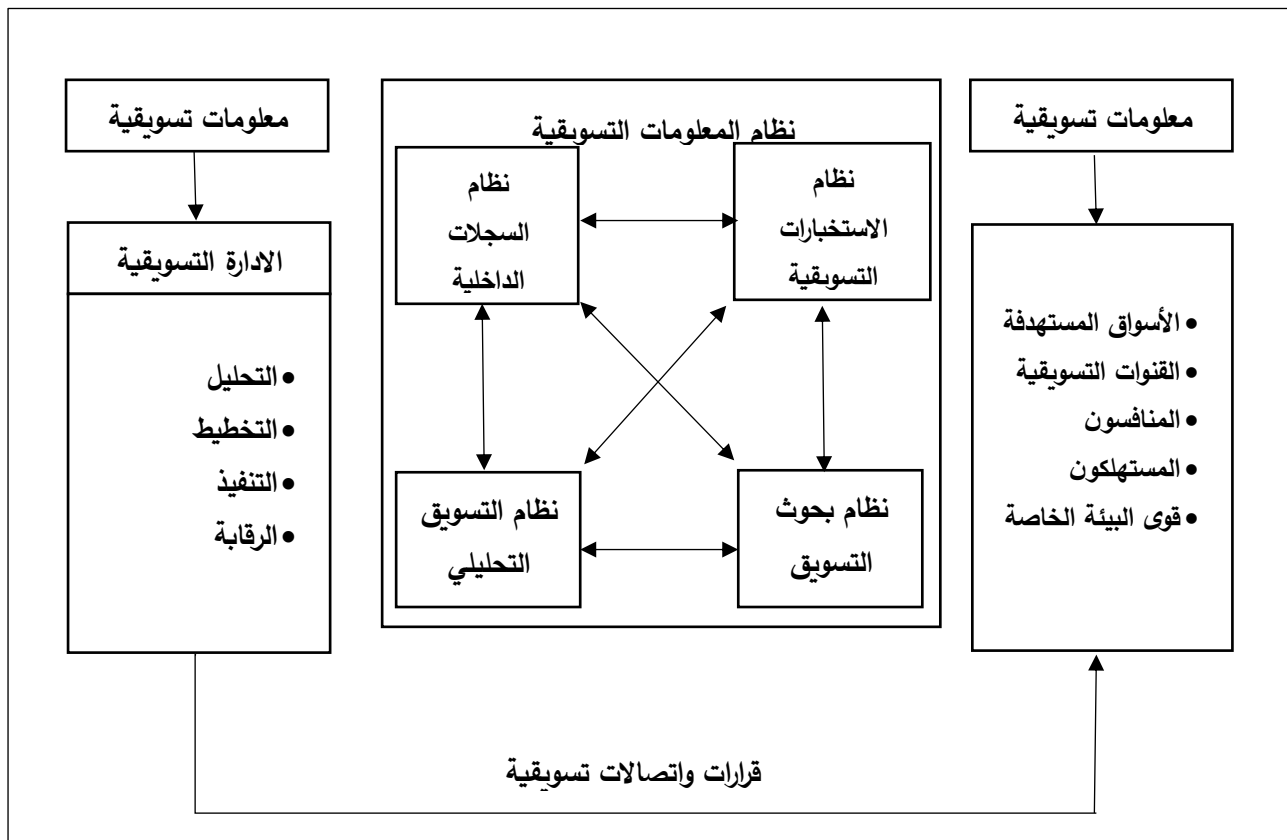 معلومات تسويقية
الأسواق المستهدفة
القنوات التسويقية
المنافسون
المستهلكون
قوى البيئة الخاصة
نظام المعلومات التسويقية
نظام
الاستخبارات
التسويقية
نظام
السجلات
الداخلية
نظام بحوث
التسويق
نظام التسويق
التحليلي
معلومات تسويقية
الادارة التسويقية
التحليل
التخطيط
التنفيذ
الرقابة
قرارات واتصالات تسويقية